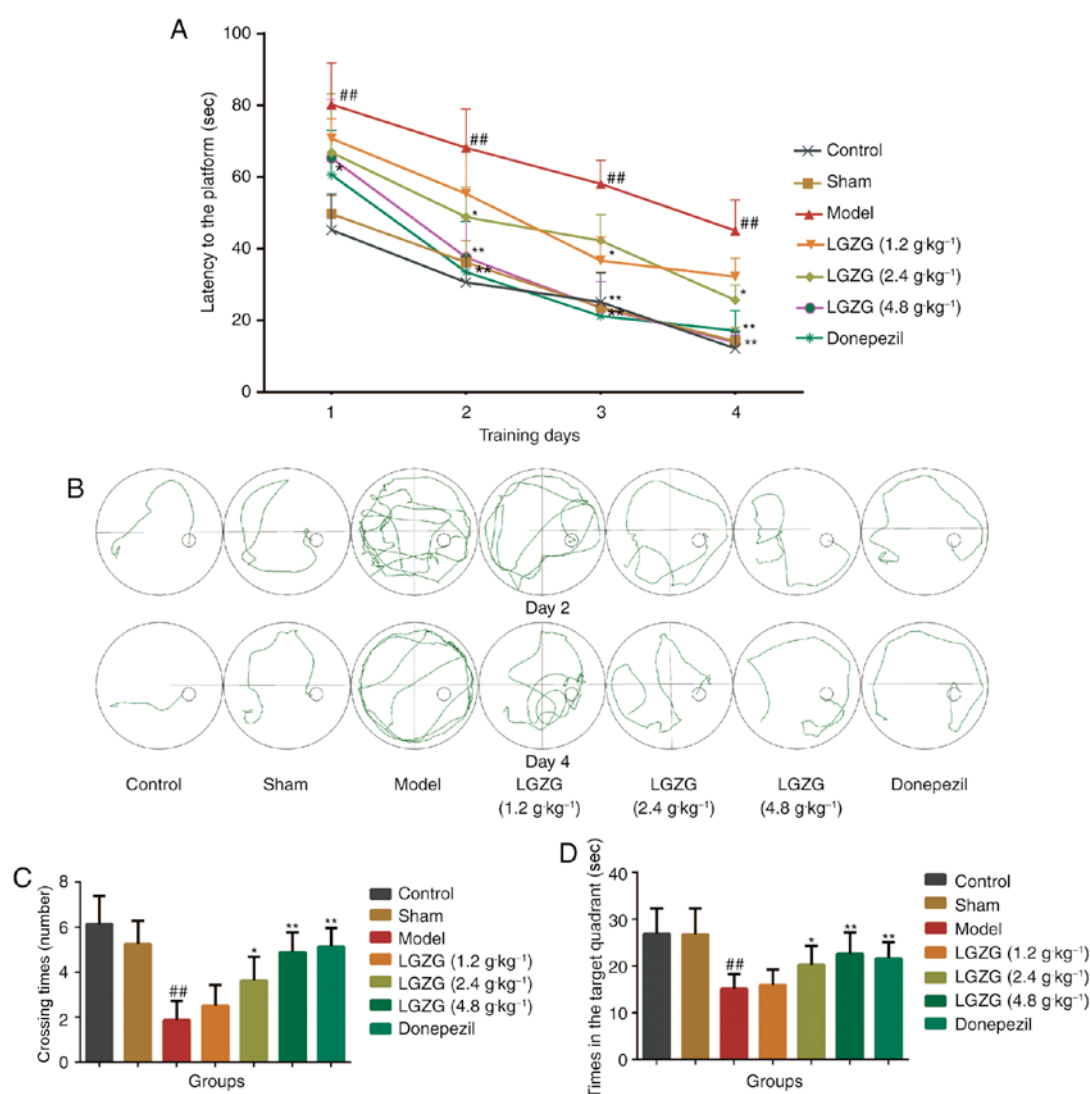 A
Latency to the platform (sec)
100
80
60
40
20
0
##
##
##
##
*
*
**
**
*
**
**
*
**
**
1
2
3
4
Training days
Control
Sham
Model
LGZG (1.2 g·kg⁻¹)
LGZG (2.4 g·kg⁻¹)
LGZG (4.8 g·kg⁻¹)
Donepezil
B
Day 2
Day 4
Control
Sham
Model
LGZG
(1.2 g·kg⁻¹)
LGZG
(2.4 g·kg⁻¹)
LGZG
(4.8 g·kg⁻¹)
Donepezil
C
Crossing times (number)
8
6
4
2
0
##
*
**
**
Groups
Control
Sham
Model
LGZG (1.2 g·kg⁻¹)
LGZG (2.4 g·kg⁻¹)
LGZG (4.8 g·kg⁻¹)
Donepezil
D
Times in the target quadrant (sec)
40
30
20
10
0
##
*
**
**
Groups
Control
Sham
Model
LGZG (1.2 g·kg⁻¹)
LGZG (2.4 g·kg⁻¹)
LGZG (4.8 g·kg⁻¹)
Donepezil